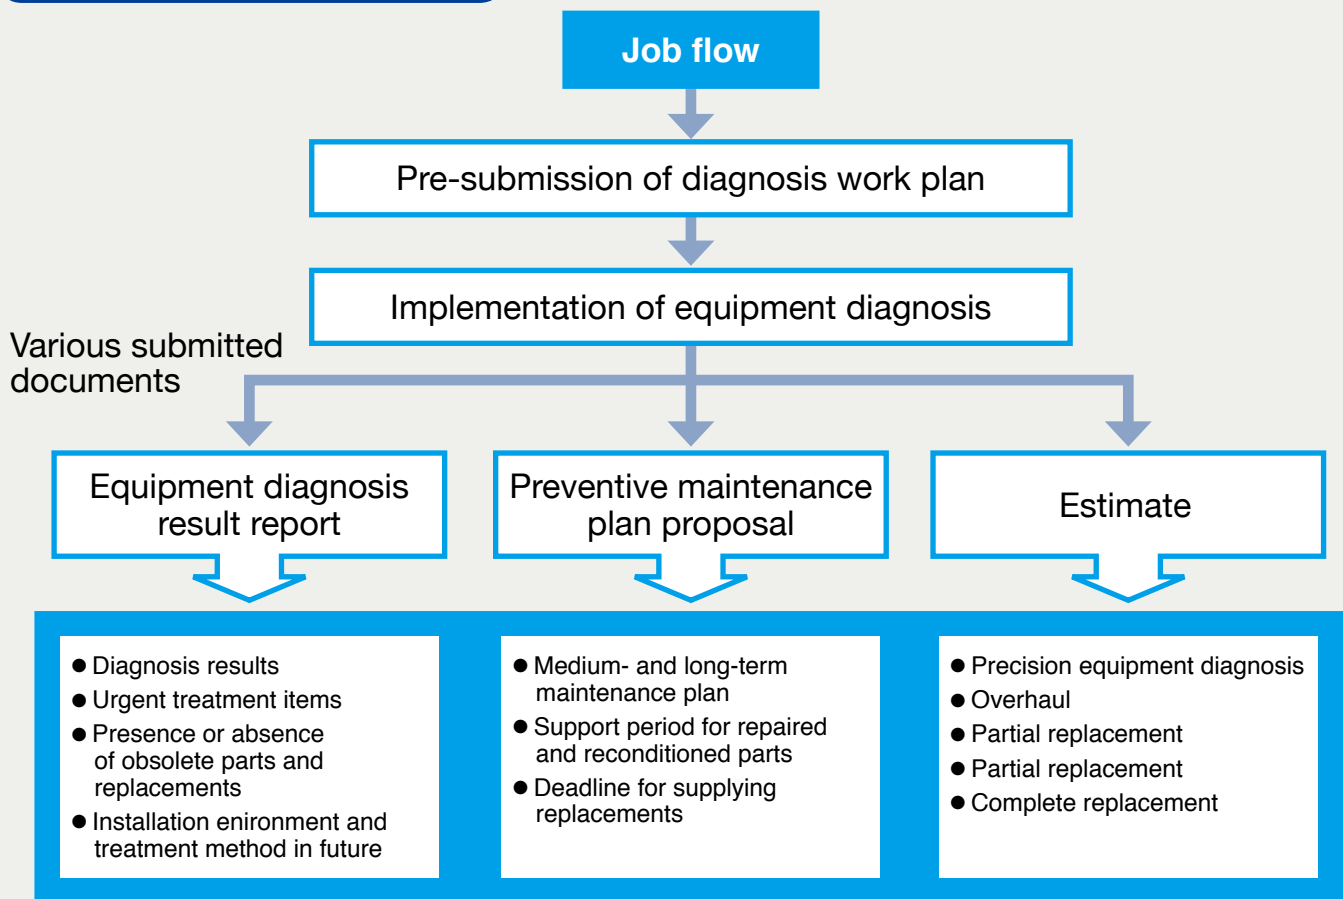 Job flow
Pre-submission of diagnosis work plan
Implementation of equipment diagnosis
Various submitted
documents
Equipment diagnosis
result report
Preventive maintenance
plan proposal
Estimate
● Diagnosis results
● Urgent treatment items
● Presence or absence
of obsolete parts and
replacements
● Installation enironment and
treatment method in future
● Medium- and long-term
maintenance plan
● Support period for repaired
and reconditioned parts
● Deadline for supplying
replacements
● Precision equipment diagnosis
● Overhaul
● Partial replacement
● Partial replacement
● Complete replacement